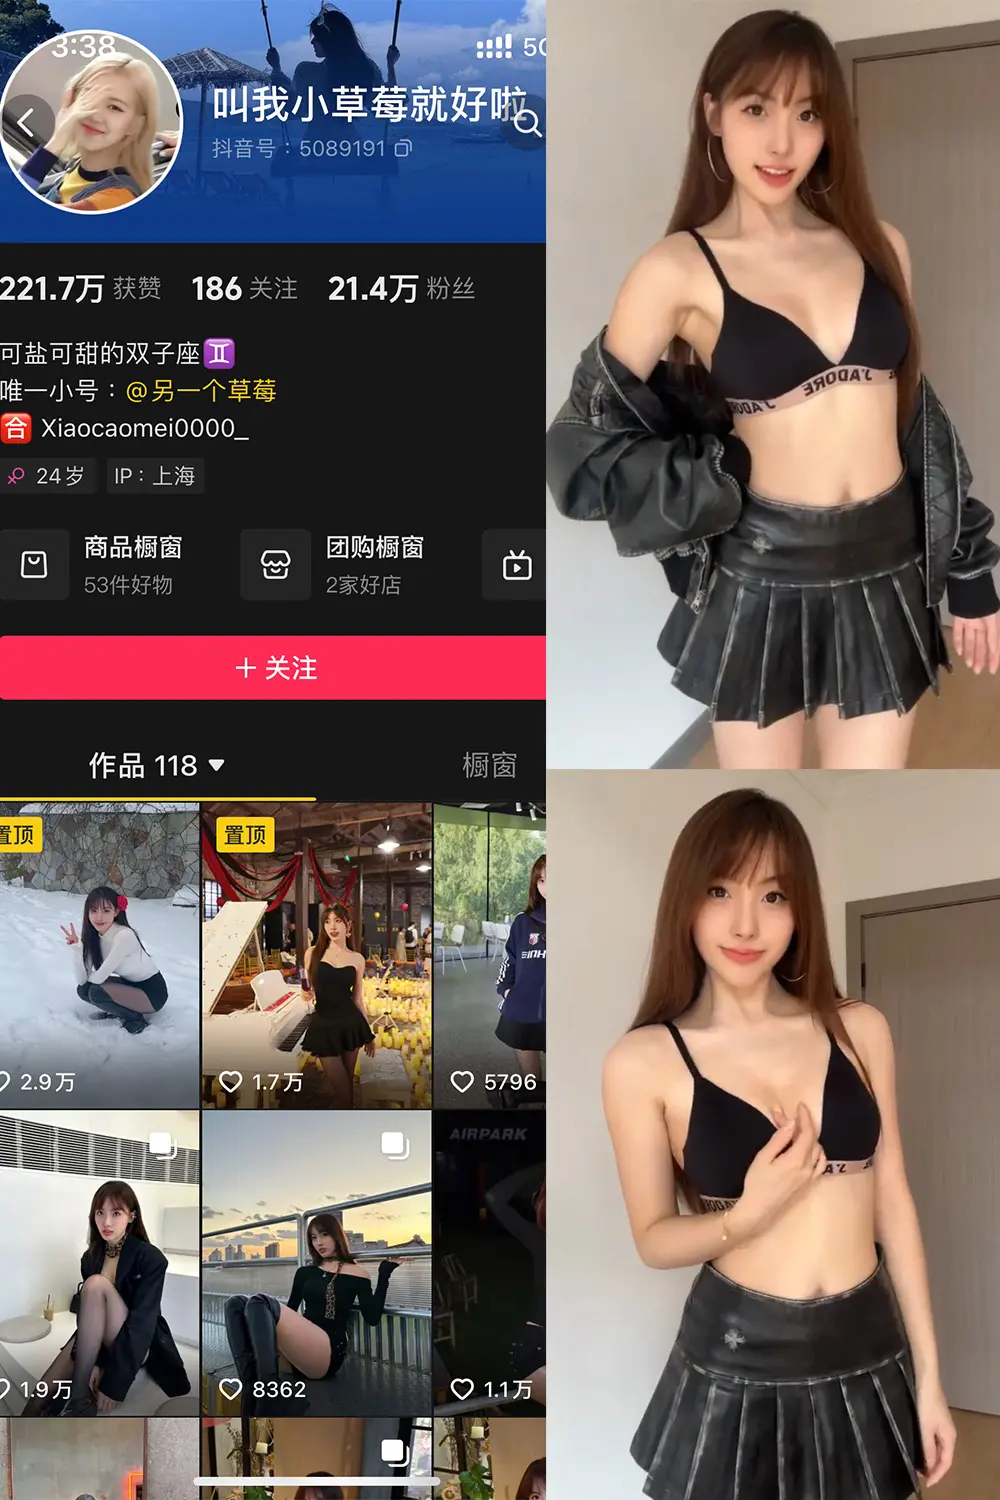 3:38
5G
叫我小草莓就好啦
抖音号：5089191
221.7万 获赞 186 关注 21.4万 粉丝
可盐可甜的双子座♊
唯一小号：@另一个草莓
🈴 Xiaocaomei0000_
24岁 IP：上海
商品橱窗
53件好物
团购橱窗
2家好店
+ 关注
作品 118 橱窗
置顶
置顶
2.9万
1.7万
5796
AIRPARK
1.9万
8362
1.1万
J'ADORE